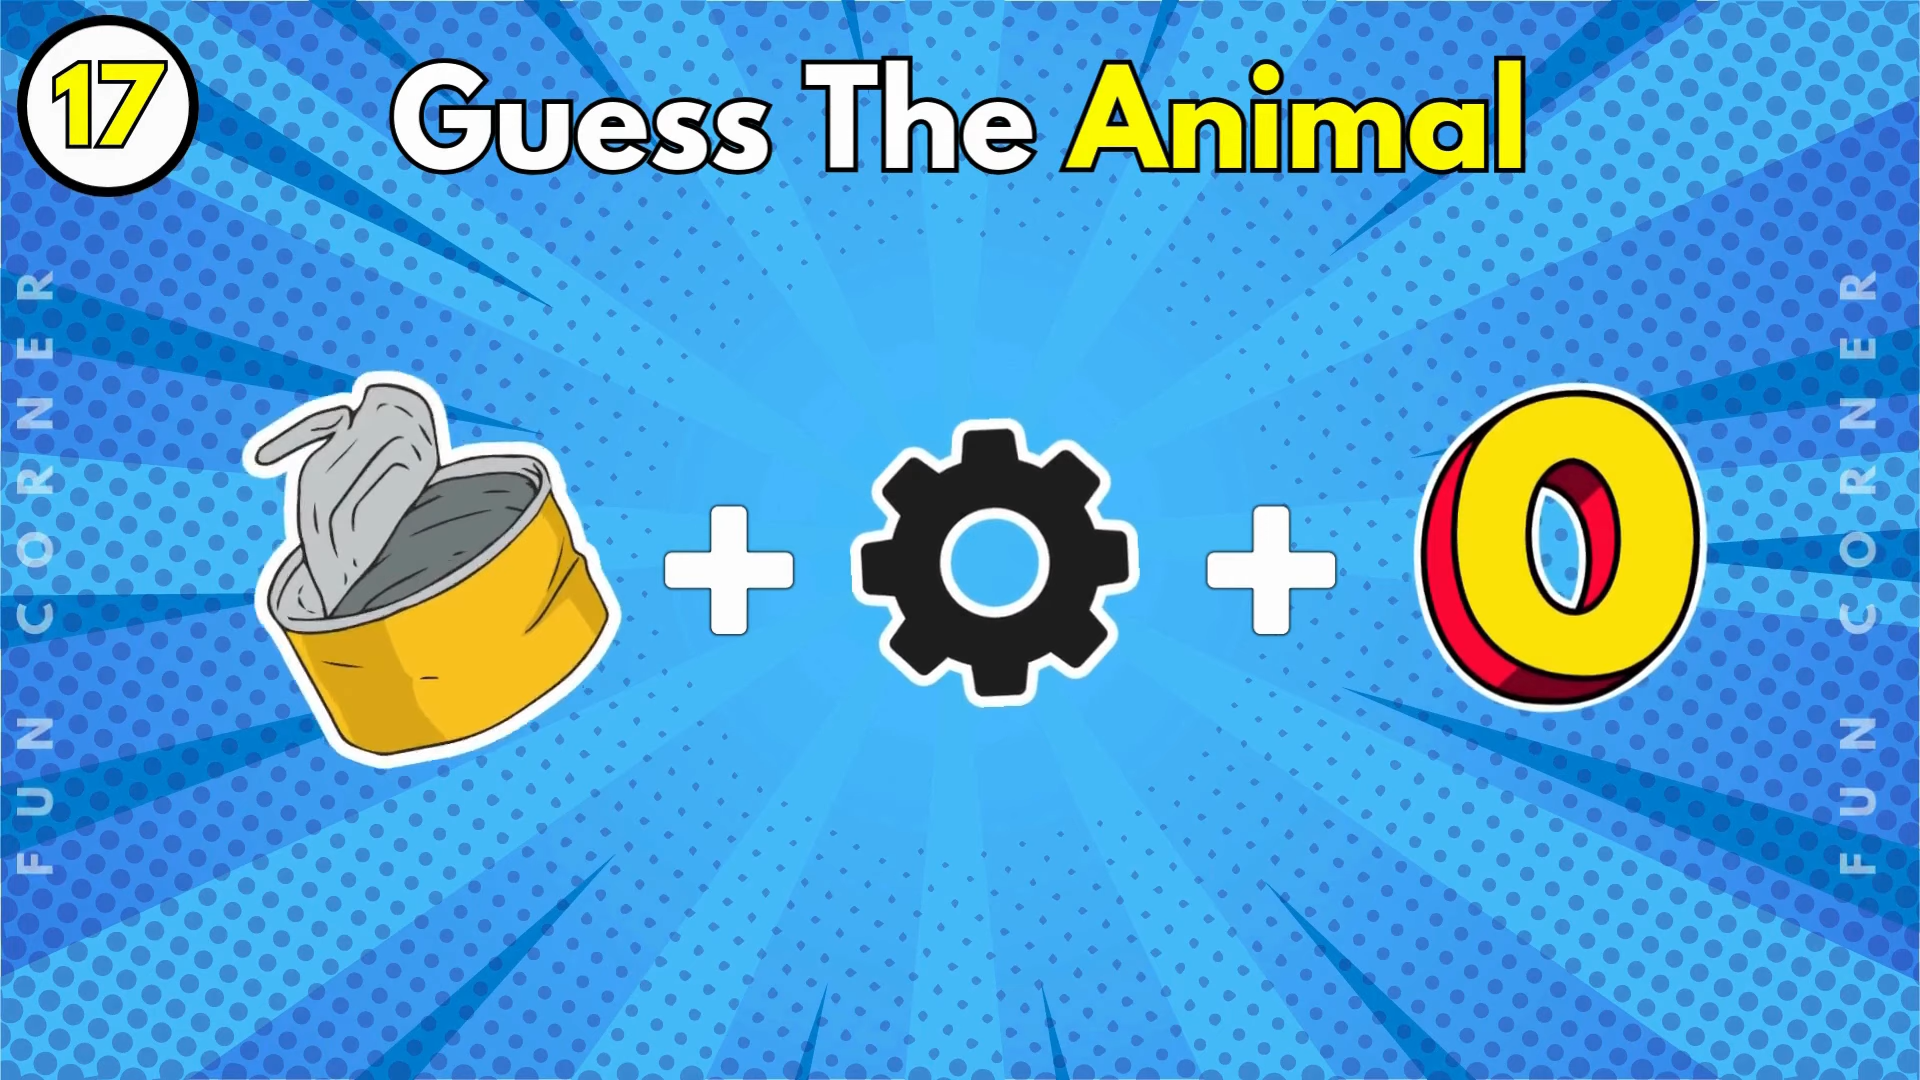 17
Guess The Animal
FUN CORNER
FUN CORNER
O